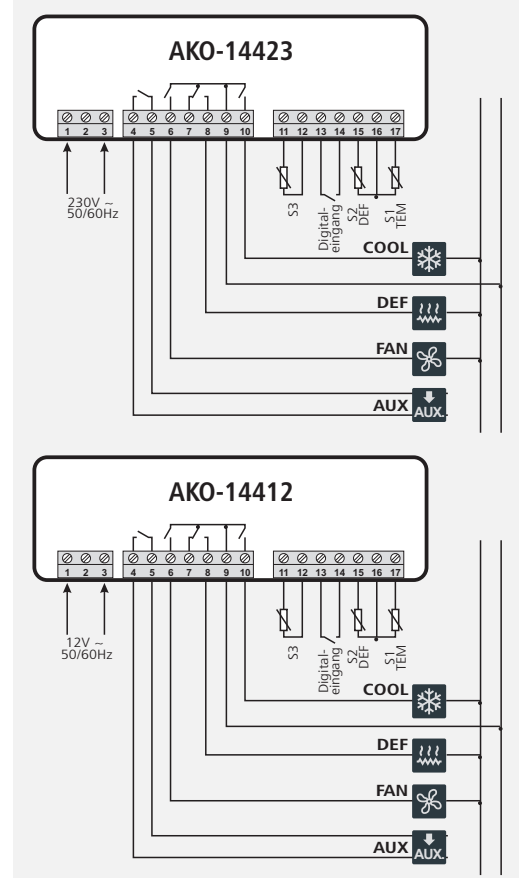 AKO-14423
1 2 3 4 5 6 7 8 9 10 11 12 13 14 15 16 17
230V ~
50/60Hz
S3
Digital-
eingang
S2
DEF
S1
TEM
COOL
DEF
FAN
AUX
AUX.
AKO-14412
1 2 3 4 5 6 7 8 9 10 11 12 13 14 15 16 17
12V ~
50/60Hz
S3
Digital-
eingang
S2
DEF
S1
TEM
COOL
DEF
FAN
AUX
AUX.